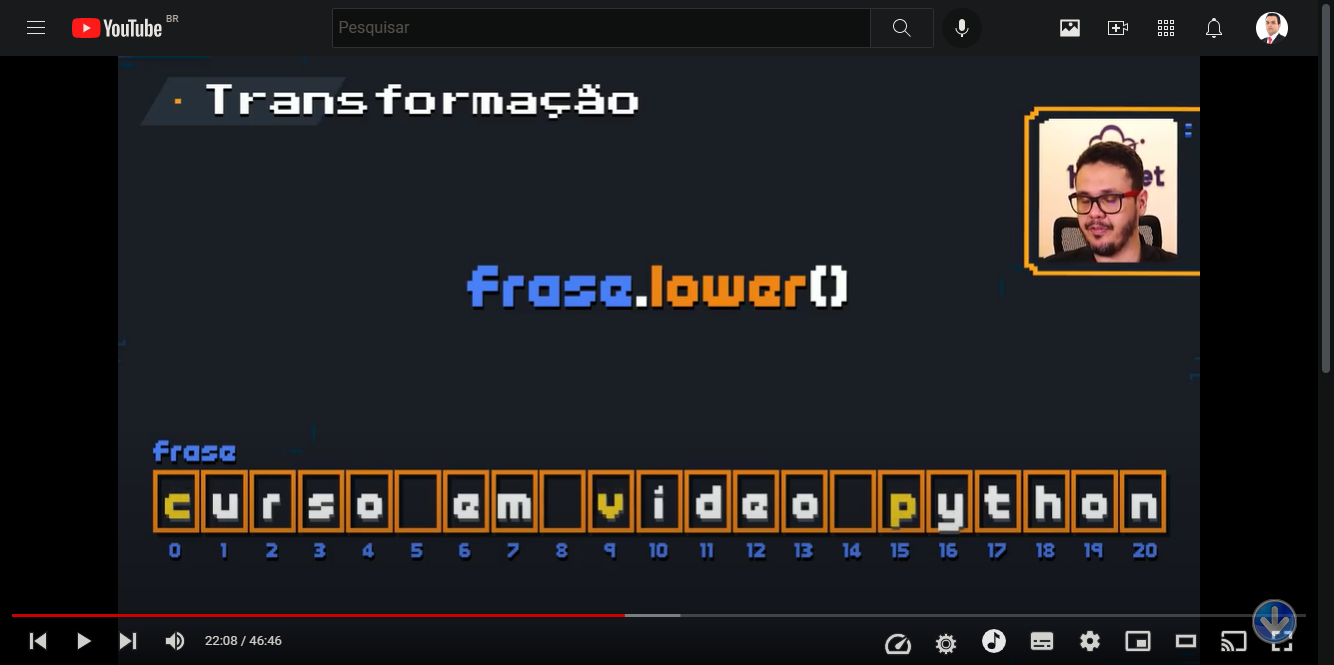 YouTube BR
Pesquisar
Transformação
frase.lower()
frase
curso em vídeo python
0 1 2 3 4 5 6 7 8 9 10 11 12 13 14 15 16 17 18 19 20
22:08 / 46:46